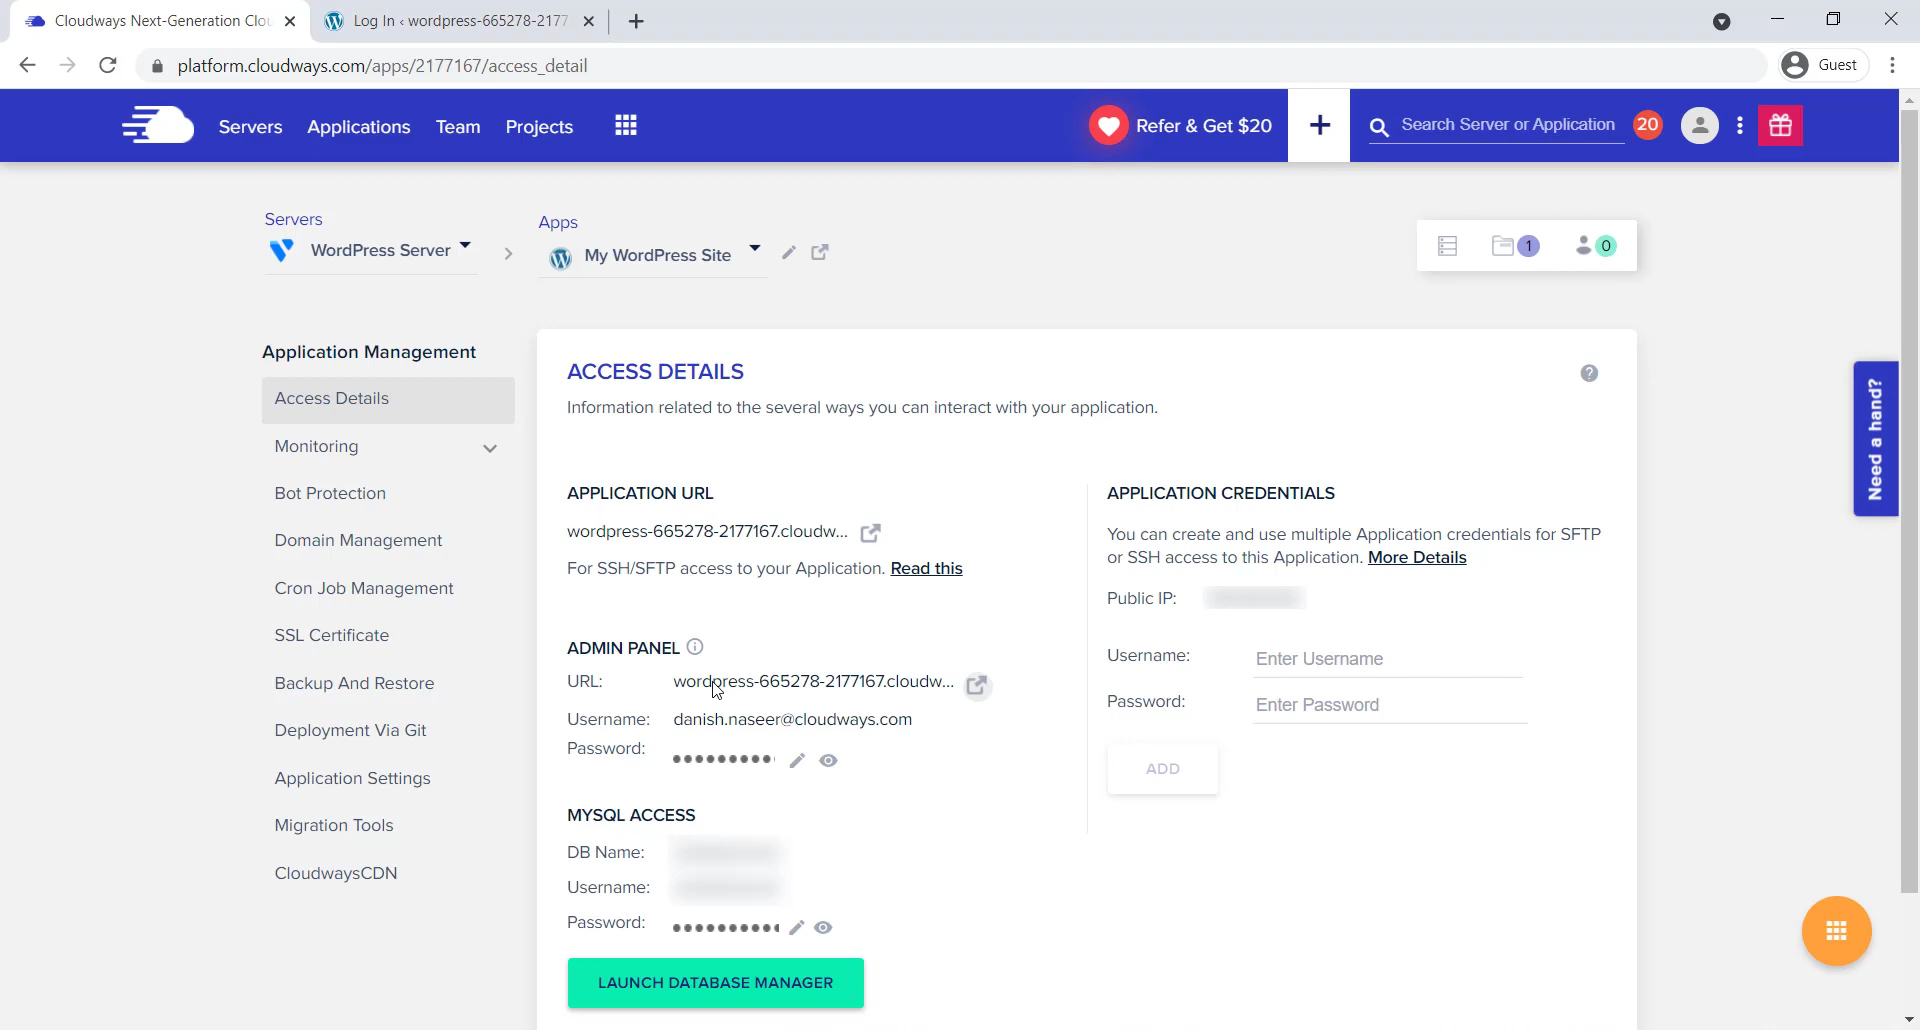 Cloudways Next-Generation Clou
Log In ‹ wordpress-665278-2177
platform.cloudways.com/apps/2177167/access_detail
Guest
Servers
Applications
Team
Projects
Refer & Get $20
+
Search Server or Application
20
Servers
WordPress Server
Apps
My WordPress Site
1
0
Application Management
Access Details
Monitoring
Bot Protection
Domain Management
Cron Job Management
SSL Certificate
Backup And Restore
Deployment Via Git
Application Settings
Migration Tools
CloudwaysCDN
ACCESS DETAILS
Information related to the several ways you can interact with your application.
APPLICATION URL
wordpress-665278-2177167.cloudw...
For SSH/SFTP access to your Application. Read this
ADMIN PANEL
URL: wordpress-665278-2177167.cloudw...
Username: danish.naseer@cloudways.com
Password:
MYSQL ACCESS
DB Name:
Username:
Password:
LAUNCH DATABASE MANAGER
APPLICATION CREDENTIALS
You can create and use multiple Application credentials for SFTP
or SSH access to this Application. More Details
Public IP:
Username: Enter Username
Password: Enter Password
ADD
Need a hand?